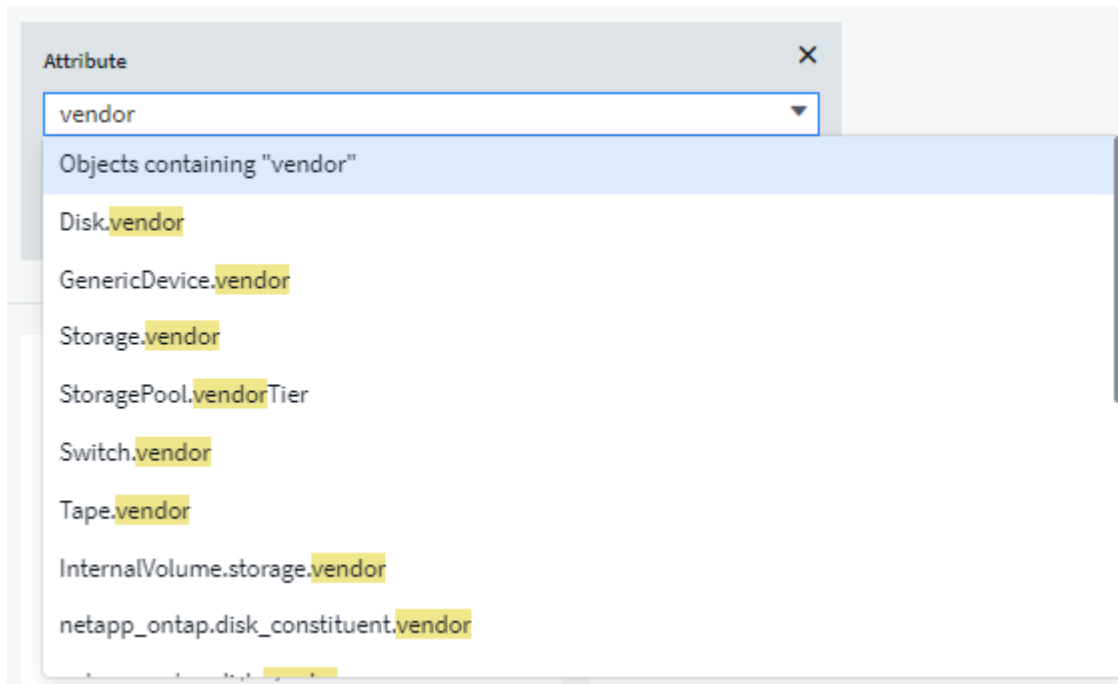 Attribute
vendor
Objects containing "vendor"
Disk.vendor
GenericDevice.vendor
Storage.vendor
StoragePool.vendorTier
Switch.vendor
Tape.vendor
InternalVolume.storage.vendor
netapp_ontap.disk_constituent.vendor